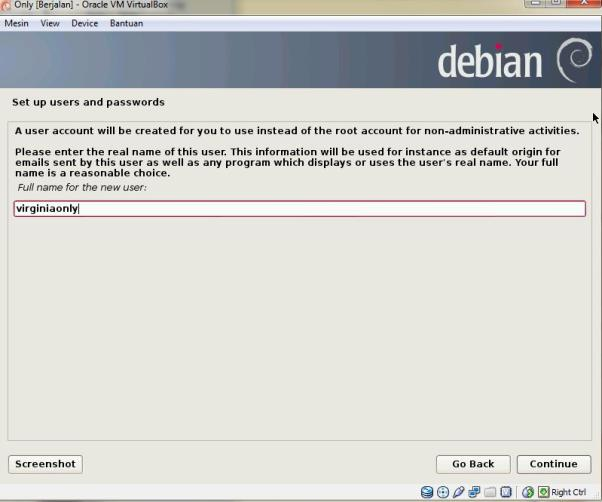 Only [Berjalan] - Oracle VM VirtualBox
Mesin View Device Bantuan
debian
Set up users and passwords
A user account will be created for you to use instead of the root account for non-administrative activities.
Please enter the real name of this user. This information will be used for instance as default origin for
emails sent by this user as well as any program which displays or uses the user's real name. Your full
name is a reasonable choice.
Full name for the new user:
virginiaonly
Screenshot Go Back Continue
Right Ctrl